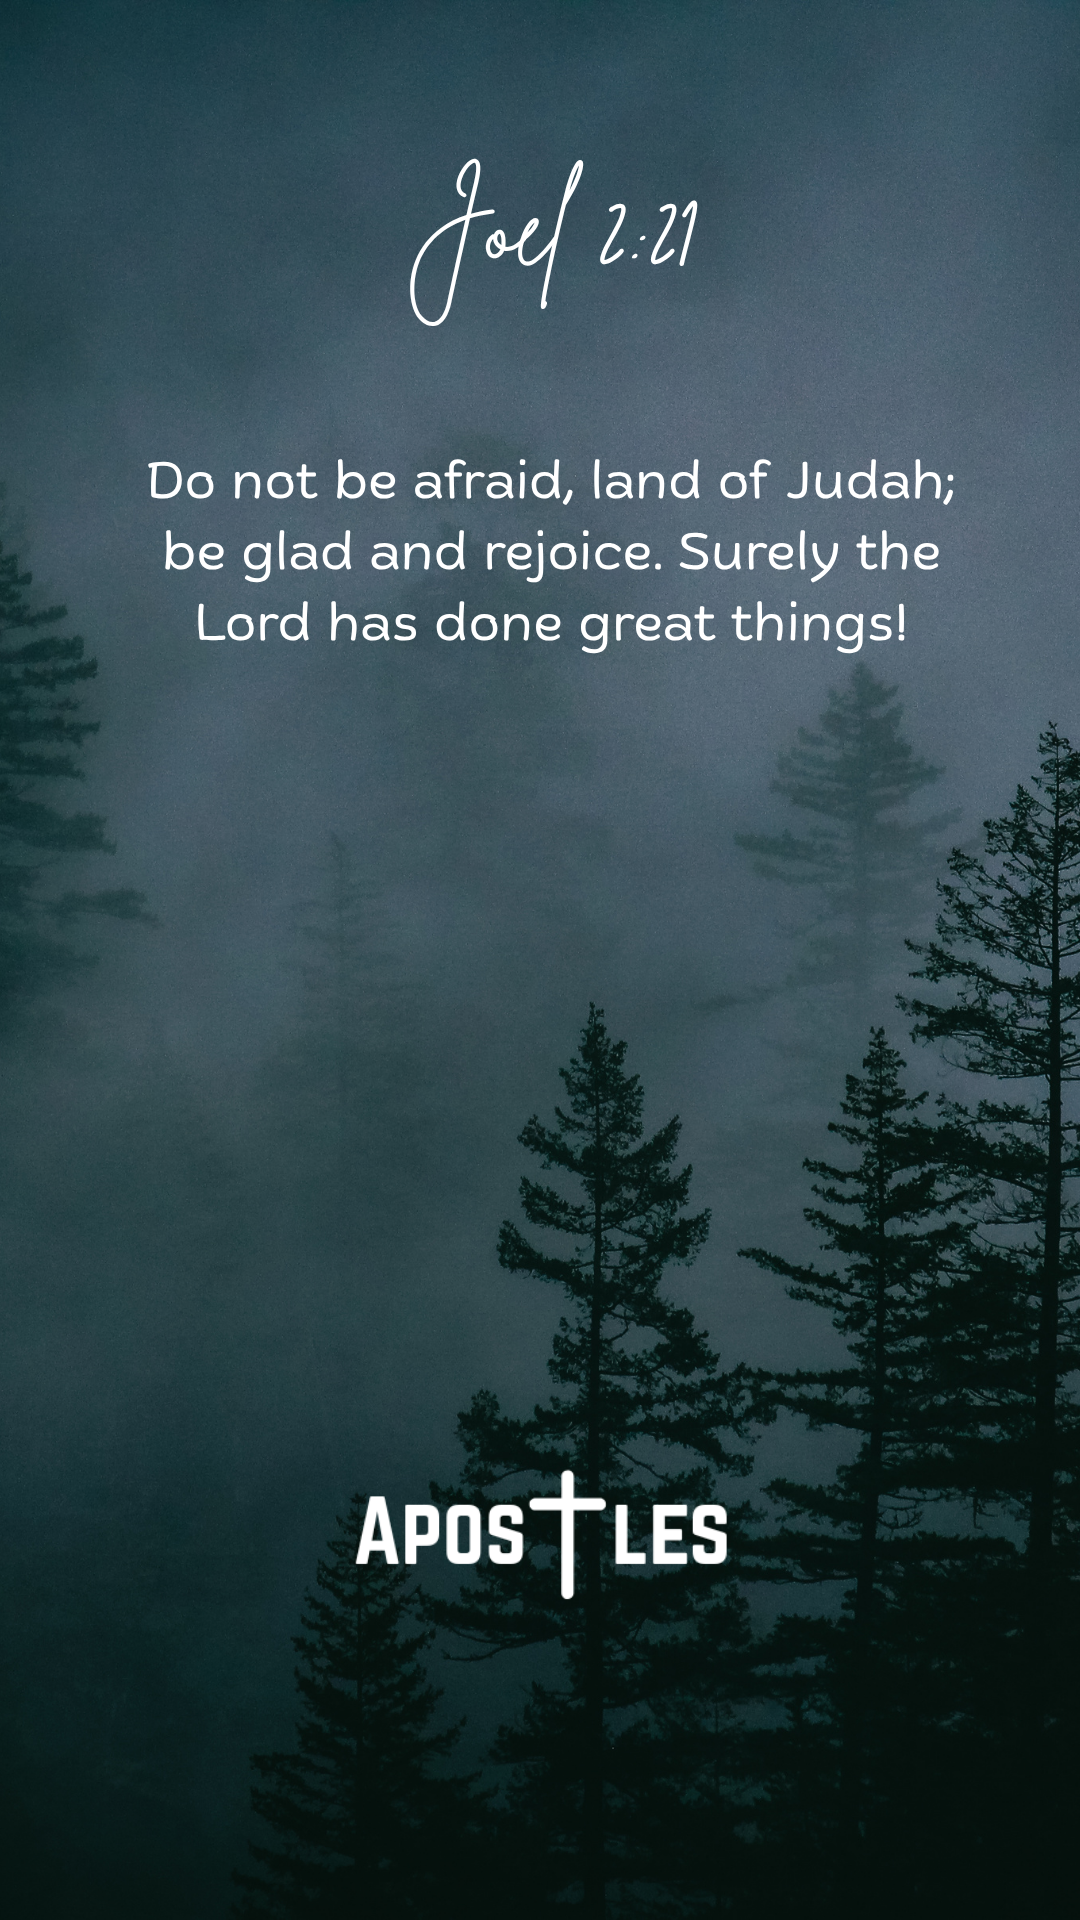 Joel 2:21
Do not be afraid, land of Judah;
be glad and rejoice. Surely the
Lord has done great things!
APOSTLES